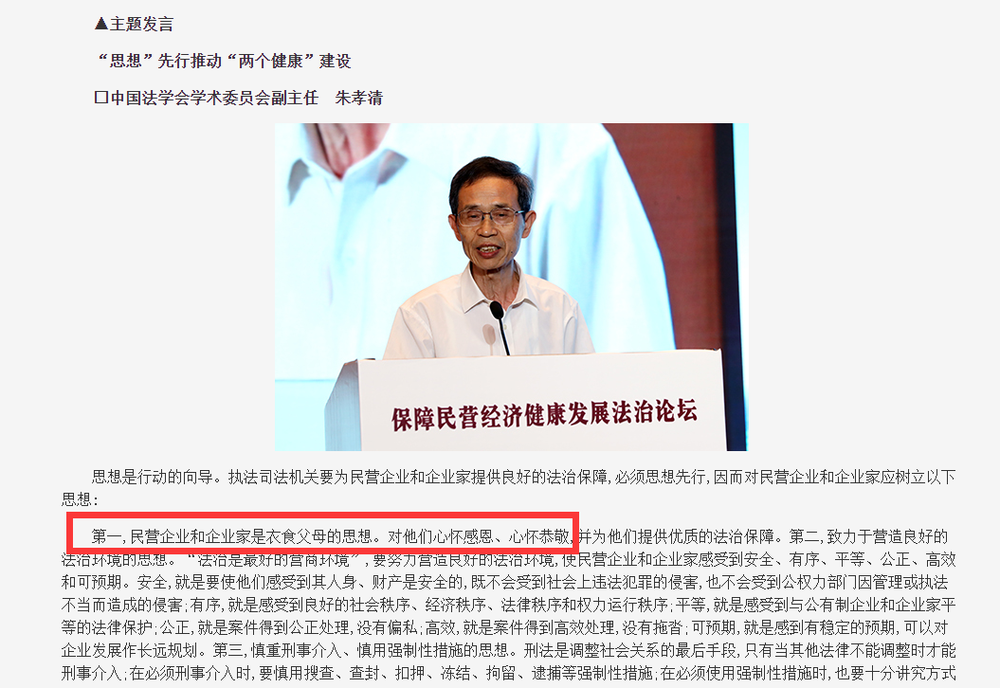 ▲主题发言
“思想”先行推动“两个健康”建设
口中国法学会学术委员会副主任　朱孝清
保障民营经济健康发展法治论坛
思想是行动的向导。执法司法机关要为民营企业和企业家提供良好的法治保障,必须思想先行,因而对民营企业和企业家应树立以下
思想:
第一,民营企业和企业家是衣食父母的思想。对他们心怀感恩、心怀恭敬,并为他们提供优质的法治保障。第二,致力于营造良好的
法治环境的思想。“法治是最好的营商环境”,要努力营造良好的法治环境,使民营企业和企业家感受到安全、有序、平等、公正、高效
和可预期。安全,就是要使他们感受到其人身、财产是安全的,既不会受到社会上违法犯罪的侵害,也不会受到公权力部门因管理或执法
不当而造成的侵害;有序,就是感受到良好的社会秩序、经济秩序、法律秩序和权力运行秩序;平等,就是感受到与公有制企业和企业家平
等的法律保护;公正,就是案件得到公正处理,没有偏私;高效,就是案件得到高效处理,没有拖沓;可预期,就是感到有稳定的预期,可以对
企业发展作长远规划。第三,慎重刑事介入、慎用强制性措施的思想。刑法是调整社会关系的最后手段,只有当其他法律不能调整时才能
刑事介入;在必须刑事介入时,要慎用搜查、查封、扣押、冻结、拘留、逮捕等强制性措施;在必须使用强制性措施时,也要十分讲究方式